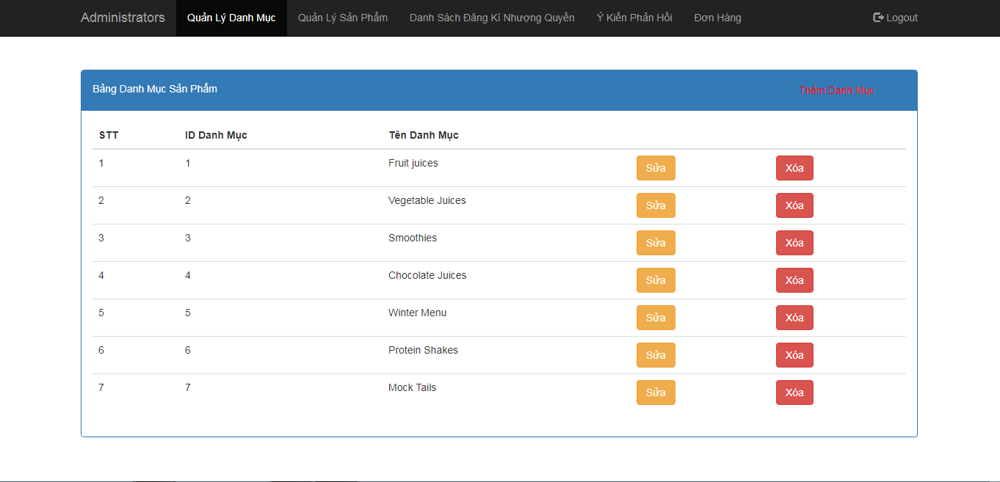 Administrators Quản Lý Danh Mục Quản Lý Sản Phẩm Danh Sách Đăng Kí Nhượng Quyền Ý Kiến Phản Hồi Đơn Hàng Logout
Bảng Danh Mục Sản Phẩm Thêm Danh Mục
STT ID Danh Mục Tên Danh Mục
1 1 Fruit juices Sửa Xóa
2 2 Vegetable Juices Sửa Xóa
3 3 Smoothies Sửa Xóa
4 4 Chocolate Juices Sửa Xóa
5 5 Winter Menu Sửa Xóa
6 6 Protein Shakes Sửa Xóa
7 7 Mock Tails Sửa Xóa